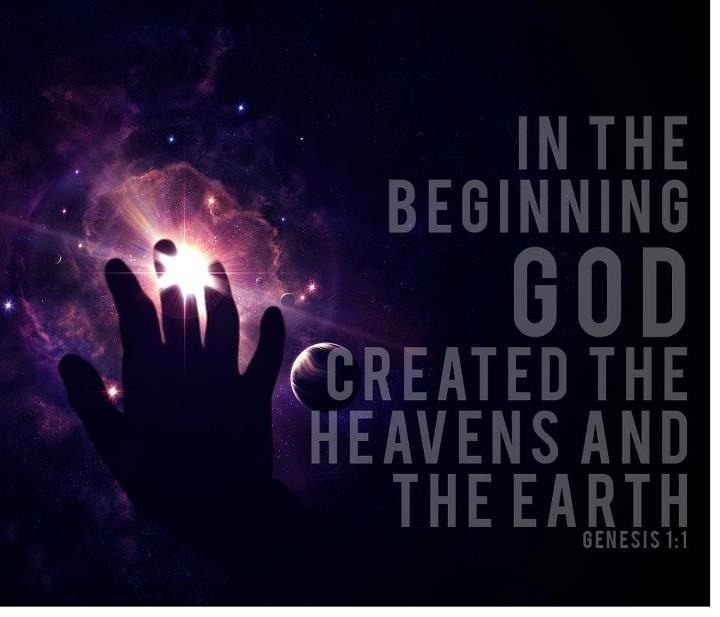 IN THE
BEGINNING
GOD
CREATED THE
HEAVENS AND
THE EARTH
GENESIS 1:1